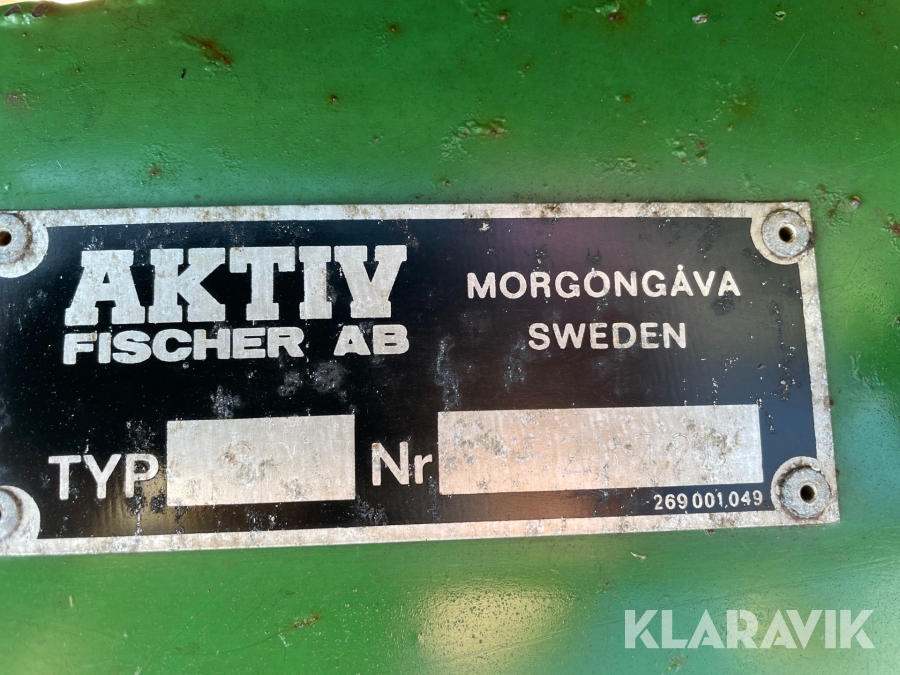 AKTIV
FISCHER AB
MORGONGÅVA
SWEDEN
TYP
Nr
269 001,049
KLARAVIK